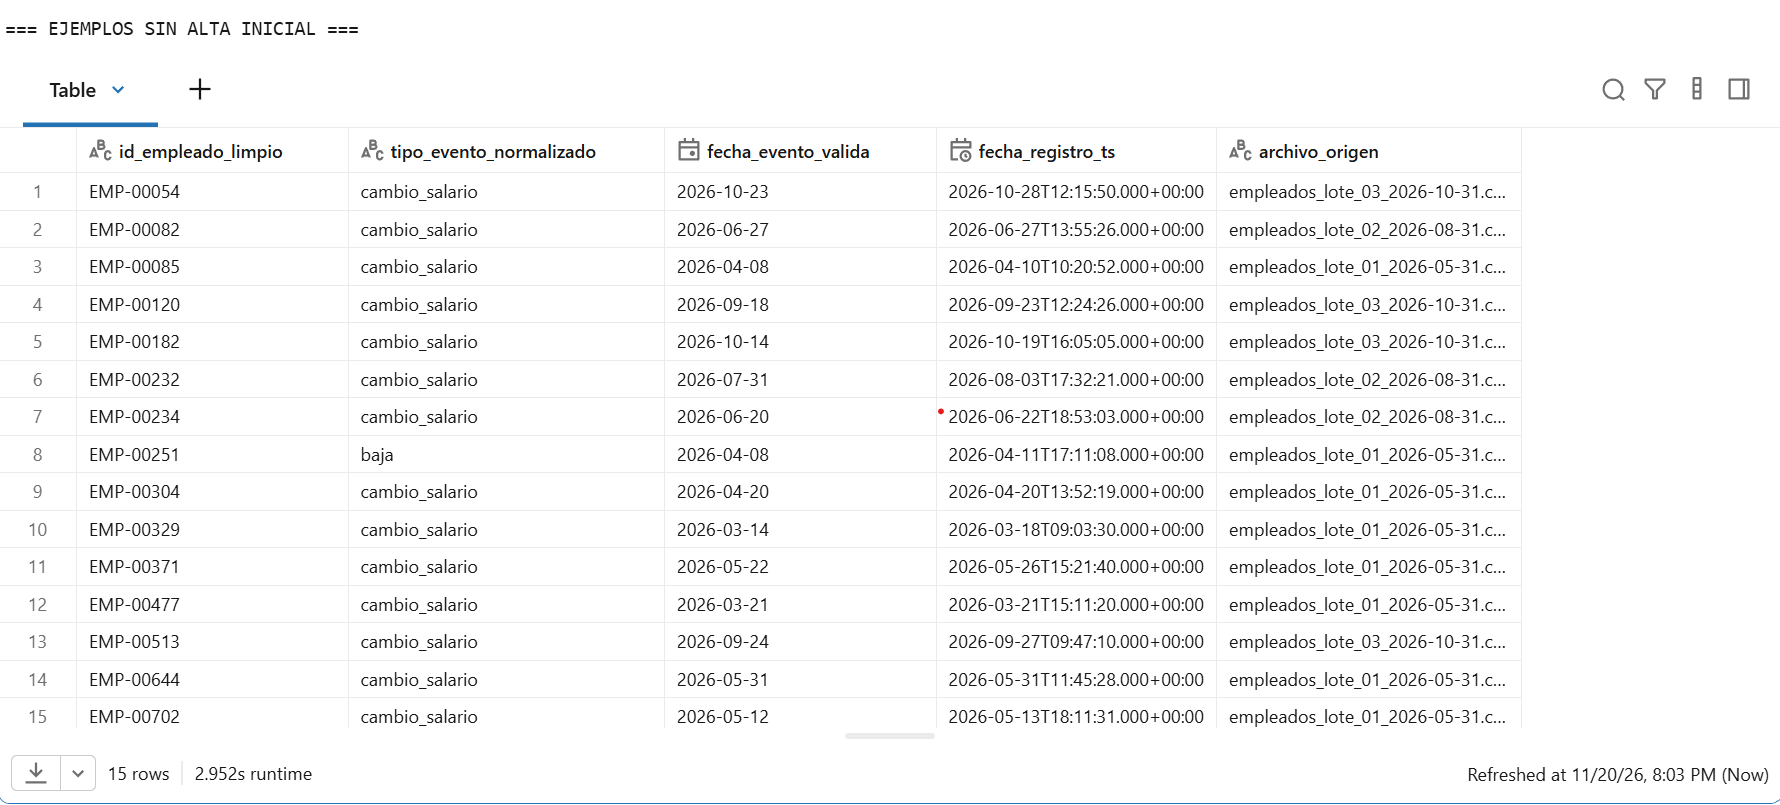 === EJEMPLOS SIN ALTA INICIAL ===
Table
id_empleado_limpio tipo_evento_normalizado fecha_evento_valida fecha_registro_ts archivo_origen
1 EMP-00054 cambio_salario 2026-10-23 2026-10-28T12:15:50.000+00:00 empleados_lote_03_2026-10-31.c...
2 EMP-00082 cambio_salario 2026-06-27 2026-06-27T13:55:26.000+00:00 empleados_lote_02_2026-08-31.c...
3 EMP-00085 cambio_salario 2026-04-08 2026-04-10T10:20:52.000+00:00 empleados_lote_01_2026-05-31.c...
4 EMP-00120 cambio_salario 2026-09-18 2026-09-23T12:24:26.000+00:00 empleados_lote_03_2026-10-31.c...
5 EMP-00182 cambio_salario 2026-10-14 2026-10-19T16:05:05.000+00:00 empleados_lote_03_2026-10-31.c...
6 EMP-00232 cambio_salario 2026-07-31 2026-08-03T17:32:21.000+00:00 empleados_lote_02_2026-08-31.c...
7 EMP-00234 cambio_salario 2026-06-20 2026-06-22T18:53:03.000+00:00 empleados_lote_02_2026-08-31.c...
8 EMP-00251 baja 2026-04-08 2026-04-11T17:11:08.000+00:00 empleados_lote_01_2026-05-31.c...
9 EMP-00304 cambio_salario 2026-04-20 2026-04-20T13:52:19.000+00:00 empleados_lote_01_2026-05-31.c...
10 EMP-00329 cambio_salario 2026-03-14 2026-03-18T09:03:30.000+00:00 empleados_lote_01_2026-05-31.c...
11 EMP-00371 cambio_salario 2026-05-22 2026-05-26T15:21:40.000+00:00 empleados_lote_01_2026-05-31.c...
12 EMP-00477 cambio_salario 2026-03-21 2026-03-21T15:11:20.000+00:00 empleados_lote_01_2026-05-31.c...
13 EMP-00513 cambio_salario 2026-09-24 2026-09-27T09:47:10.000+00:00 empleados_lote_03_2026-10-31.c...
14 EMP-00644 cambio_salario 2026-05-31 2026-05-31T11:45:28.000+00:00 empleados_lote_01_2026-05-31.c...
15 EMP-00702 cambio_salario 2026-05-12 2026-05-13T18:11:31.000+00:00 empleados_lote_01_2026-05-31.c...
15 rows 2.952s runtime Refreshed at 11/20/26, 8:03 PM (Now)